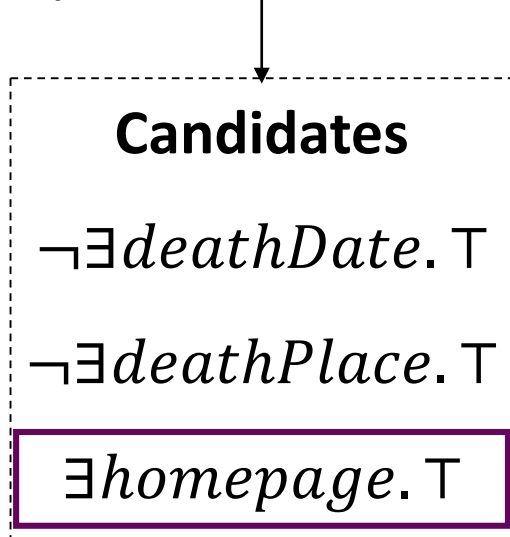 Candidates
¬∃deathDate. ⊤
¬∃deathPlace. ⊤
∃homepage. ⊤